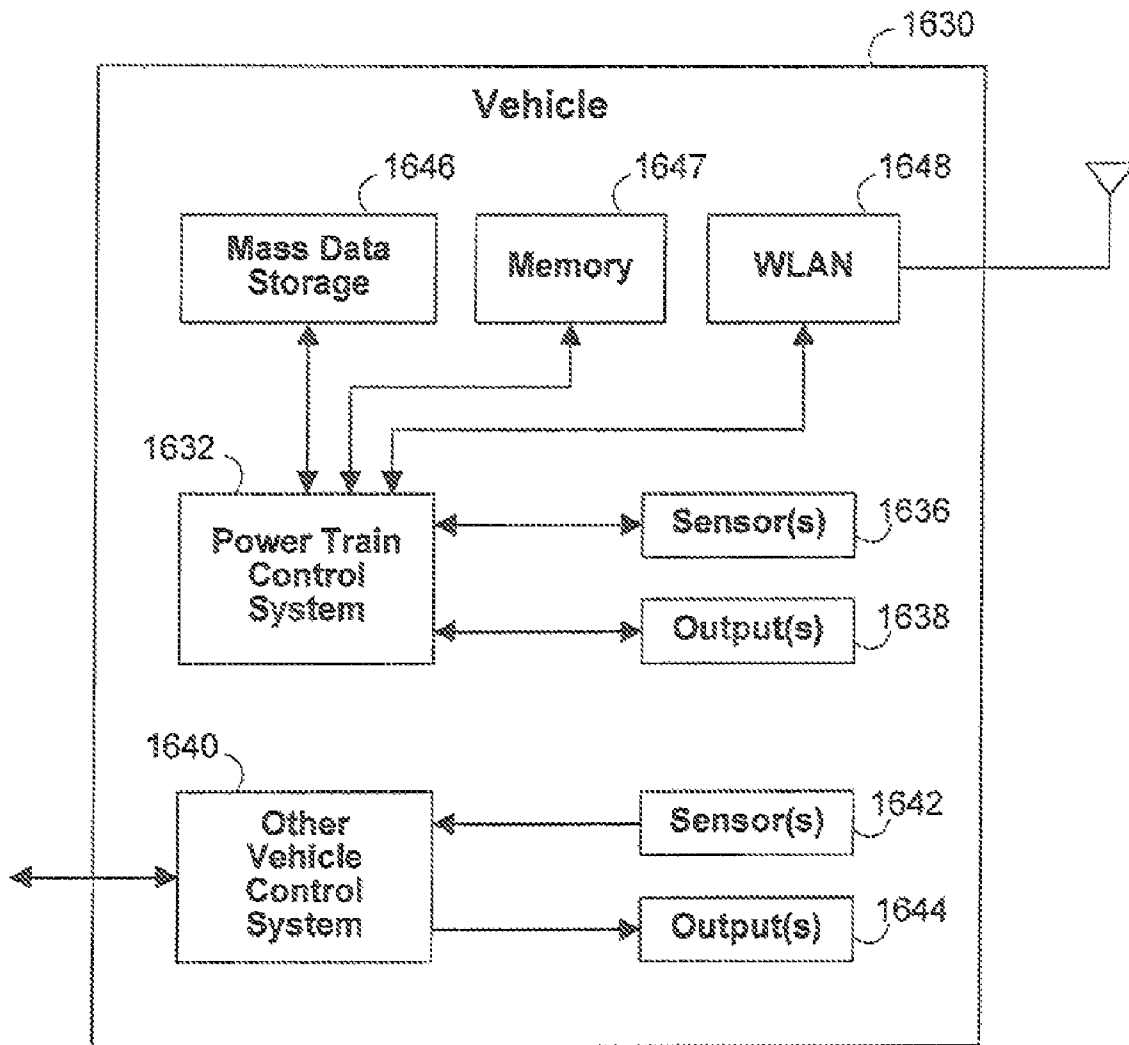 1630
Vehicle
1646
1647
1648
Mass Data
Storage
Memory
WLAN
1632
Power Train
Control
System
Sensor(s)
1636
Output(s)
1638
1640
Other
Vehicle
Control
System
Sensor(s)
1642
Output(s)
1644